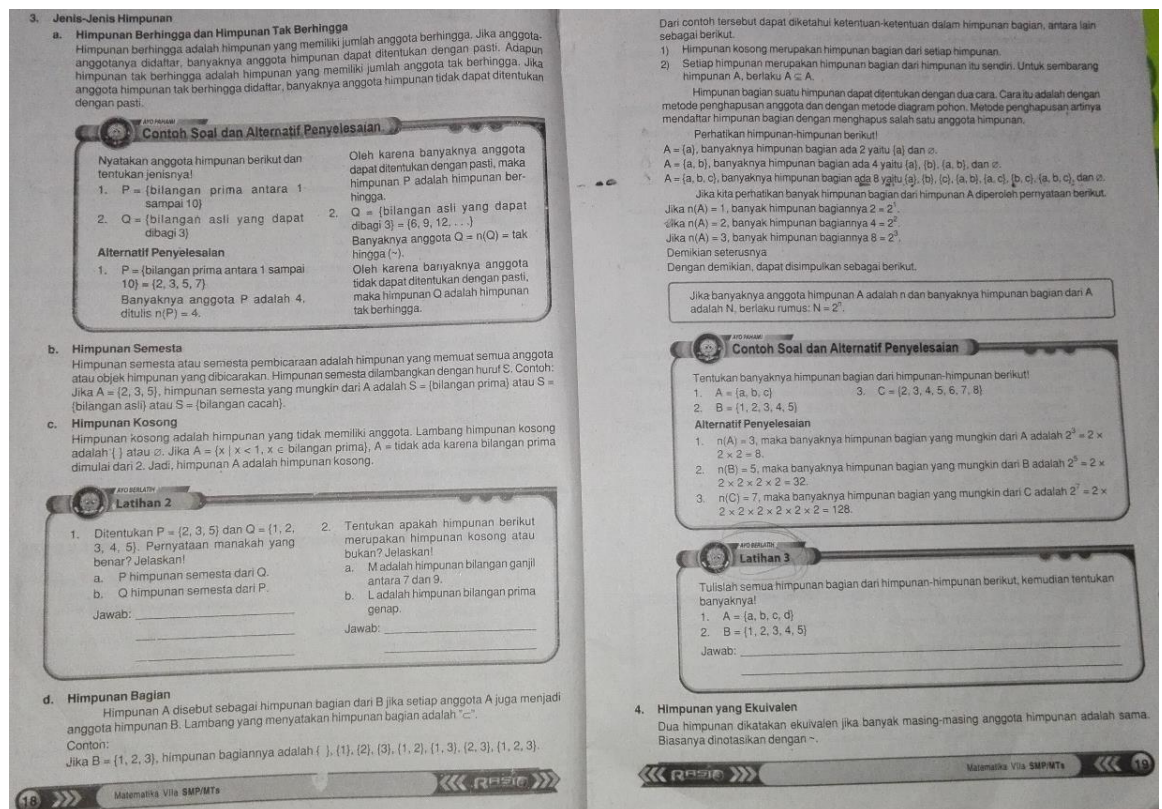 3. Jenis-Jenis Himpunan
a. Himpunan Berhingga dan Himpunan Tak Berhingga
Himpunan berhingga adalah himpunan yang memiliki jumlah anggota berhingga. Jika anggota-
anggotanya didaftar, banyaknya anggota himpunan dapat ditentukan dengan pasti. Adapun
himpunan tak berhingga adalah himpunan yang memiliki jumlah anggota tak berhingga. Jika
anggota himpunan tak berhingga didaftar, banyaknya anggota himpunan tidak dapat ditentukan
dengan pasti.
AYO PAHAMI
Contoh Soal dan Alternatif Penyelesaian
Nyatakan anggota himpunan berikut dan
tentukan jenisnya!
1. P = {bilangan prima antara 1
sampai 10}
2. Q = {bilangan asli yang dapat
dibagi 3}
Alternatif Penyelesaian
1. P = {bilangan prima antara 1 sampai
10} = {2, 3, 5, 7}
Banyaknya anggota P adalah 4,
ditulis n(P) = 4.
Oleh karena banyaknya anggota
dapat ditentukan dengan pasti, maka
himpunan P adalah himpunan ber-
hingga.
2. Q = {bilangan asli yang dapat
dibagi 3} = {6, 9, 12, . . .}
Banyaknya anggota Q = n(Q) = tak
hingga (~).
Oleh karena banyaknya anggota
tidak dapat ditentukan dengan pasti,
maka himpunan Q adalah himpunan
tak berhingga.
b. Himpunan Semesta
Himpunan semesta atau semesta pembicaraan adalah himpunan yang memuat semua anggota
atau objek himpunan yang dibicarakan. Himpunan semesta dilambangkan dengan huruf S. Contoh:
Jika A = {2, 3, 5}, himpunan semesta yang mungkin dari A adalah S = {bilangan prima} atau S =
{bilangan asli} atau S = {bilangan cacah}.
c. Himpunan Kosong
Himpunan kosong adalah himpunan yang tidak memiliki anggota. Lambang himpunan kosong
adalah { } atau ∅. Jika A = {x | x < 1, x ∈ bilangan prima}, A = tidak ada karena bilangan prima
dimulai dari 2. Jadi, himpunan A adalah himpunan kosong.
AYO BERLATIH
Latihan 2
1. Ditentukan P = {2, 3, 5} dan Q = {1, 2,
3, 4, 5}. Pernyataan manakah yang
benar? Jelaskan!
a. P himpunan semesta dari Q.
b. Q himpunan semesta dari P.
Jawab:
2. Tentukan apakah himpunan berikut
merupakan himpunan kosong atau
bukan? Jelaskan!
a. M adalah himpunan bilangan ganjil
antara 7 dan 9.
b. L adalah himpunan bilangan prima
genap.
Jawab:
d. Himpunan Bagian
Himpunan A disebut sebagai himpunan bagian dari B jika setiap anggota A juga menjadi
anggota himpunan B. Lambang yang menyatakan himpunan bagian adalah "⊂".
Contoh:
Jika B = {1, 2, 3}, himpunan bagiannya adalah { }, {1}, {2}, {3}, {1, 2}, {1, 3}, {2, 3}, {1, 2, 3}.
18 Matematika VIIa SMP/MTs RASIO
Dari contoh tersebut dapat diketahui ketentuan-ketentuan dalam himpunan bagian, antara lain
sebagai berikut.
1) Himpunan kosong merupakan himpunan bagian dari setiap himpunan.
2) Setiap himpunan merupakan himpunan bagian dari himpunan itu sendiri. Untuk sembarang
himpunan A, berlaku A ⊂ A.
Himpunan bagian suatu himpunan dapat ditentukan dengan dua cara. Cara itu adalah dengan
metode penghapusan anggota dan dengan metode diagram pohon. Metode penghapusan artinya
mendaftar himpunan bagian dengan menghapus salah satu anggota himpunan.
Perhatikan himpunan-himpunan berikut!
A = {a}, banyaknya himpunan bagian ada 2 yaitu {a} dan ∅.
A = {a, b}, banyaknya himpunan bagian ada 4 yaitu {a}, {b}, {a, b}, dan ∅.
A = {a, b, c}, banyaknya himpunan bagian ada 8 yaitu {a}, {b}, {c}, {a, b}, {a, c}, {b, c}, {a, b, c}, dan ∅.
Jika kita perhatikan banyak himpunan bagian dari himpunan A diperoleh pernyataan berikut.
Jika n(A) = 1, banyak himpunan bagiannya 2 = 2¹.
Jika n(A) = 2, banyak himpunan bagiannya 4 = 2².
Jika n(A) = 3, banyak himpunan bagiannya 8 = 2³.
Demikian seterusnya
Dengan demikian, dapat disimpulkan sebagai berikut.
Jika banyaknya anggota himpunan A adalah n dan banyaknya himpunan bagian dari A
adalah N, berlaku rumus: N = 2ⁿ.
AYO PAHAMI
Contoh Soal dan Alternatif Penyelesaian
Tentukan banyaknya himpunan bagian dari himpunan-himpunan berikut!
1. A = {a, b, c} 3. C = {2, 3, 4, 5, 6, 7, 8}
2. B = {1, 2, 3, 4, 5}
Alternatif Penyelesaian
1. n(A) = 3, maka banyaknya himpunan bagian yang mungkin dari A adalah 2³ = 2 ×
2 × 2 = 8.
2. n(B) = 5, maka banyaknya himpunan bagian yang mungkin dari B adalah 2⁵ = 2 ×
2 × 2 × 2 × 2 = 32.
3. n(C) = 7, maka banyaknya himpunan bagian yang mungkin dari C adalah 2⁷ = 2 ×
2 × 2 × 2 × 2 × 2 × 2 = 128.
AYO BERLATIH
Latihan 3
Tulislah semua himpunan bagian dari himpunan-himpunan berikut, kemudian tentukan
banyaknya!
1. A = {a, b, c, d}
2. B = {1, 2, 3, 4, 5}
Jawab:
4. Himpunan yang Ekuivalen
Dua himpunan dikatakan ekuivalen jika banyak masing-masing anggota himpunan adalah sama.
Biasanya dinotasikan dengan ~.
RASIO Matematika VIIa SMP/MTs 19